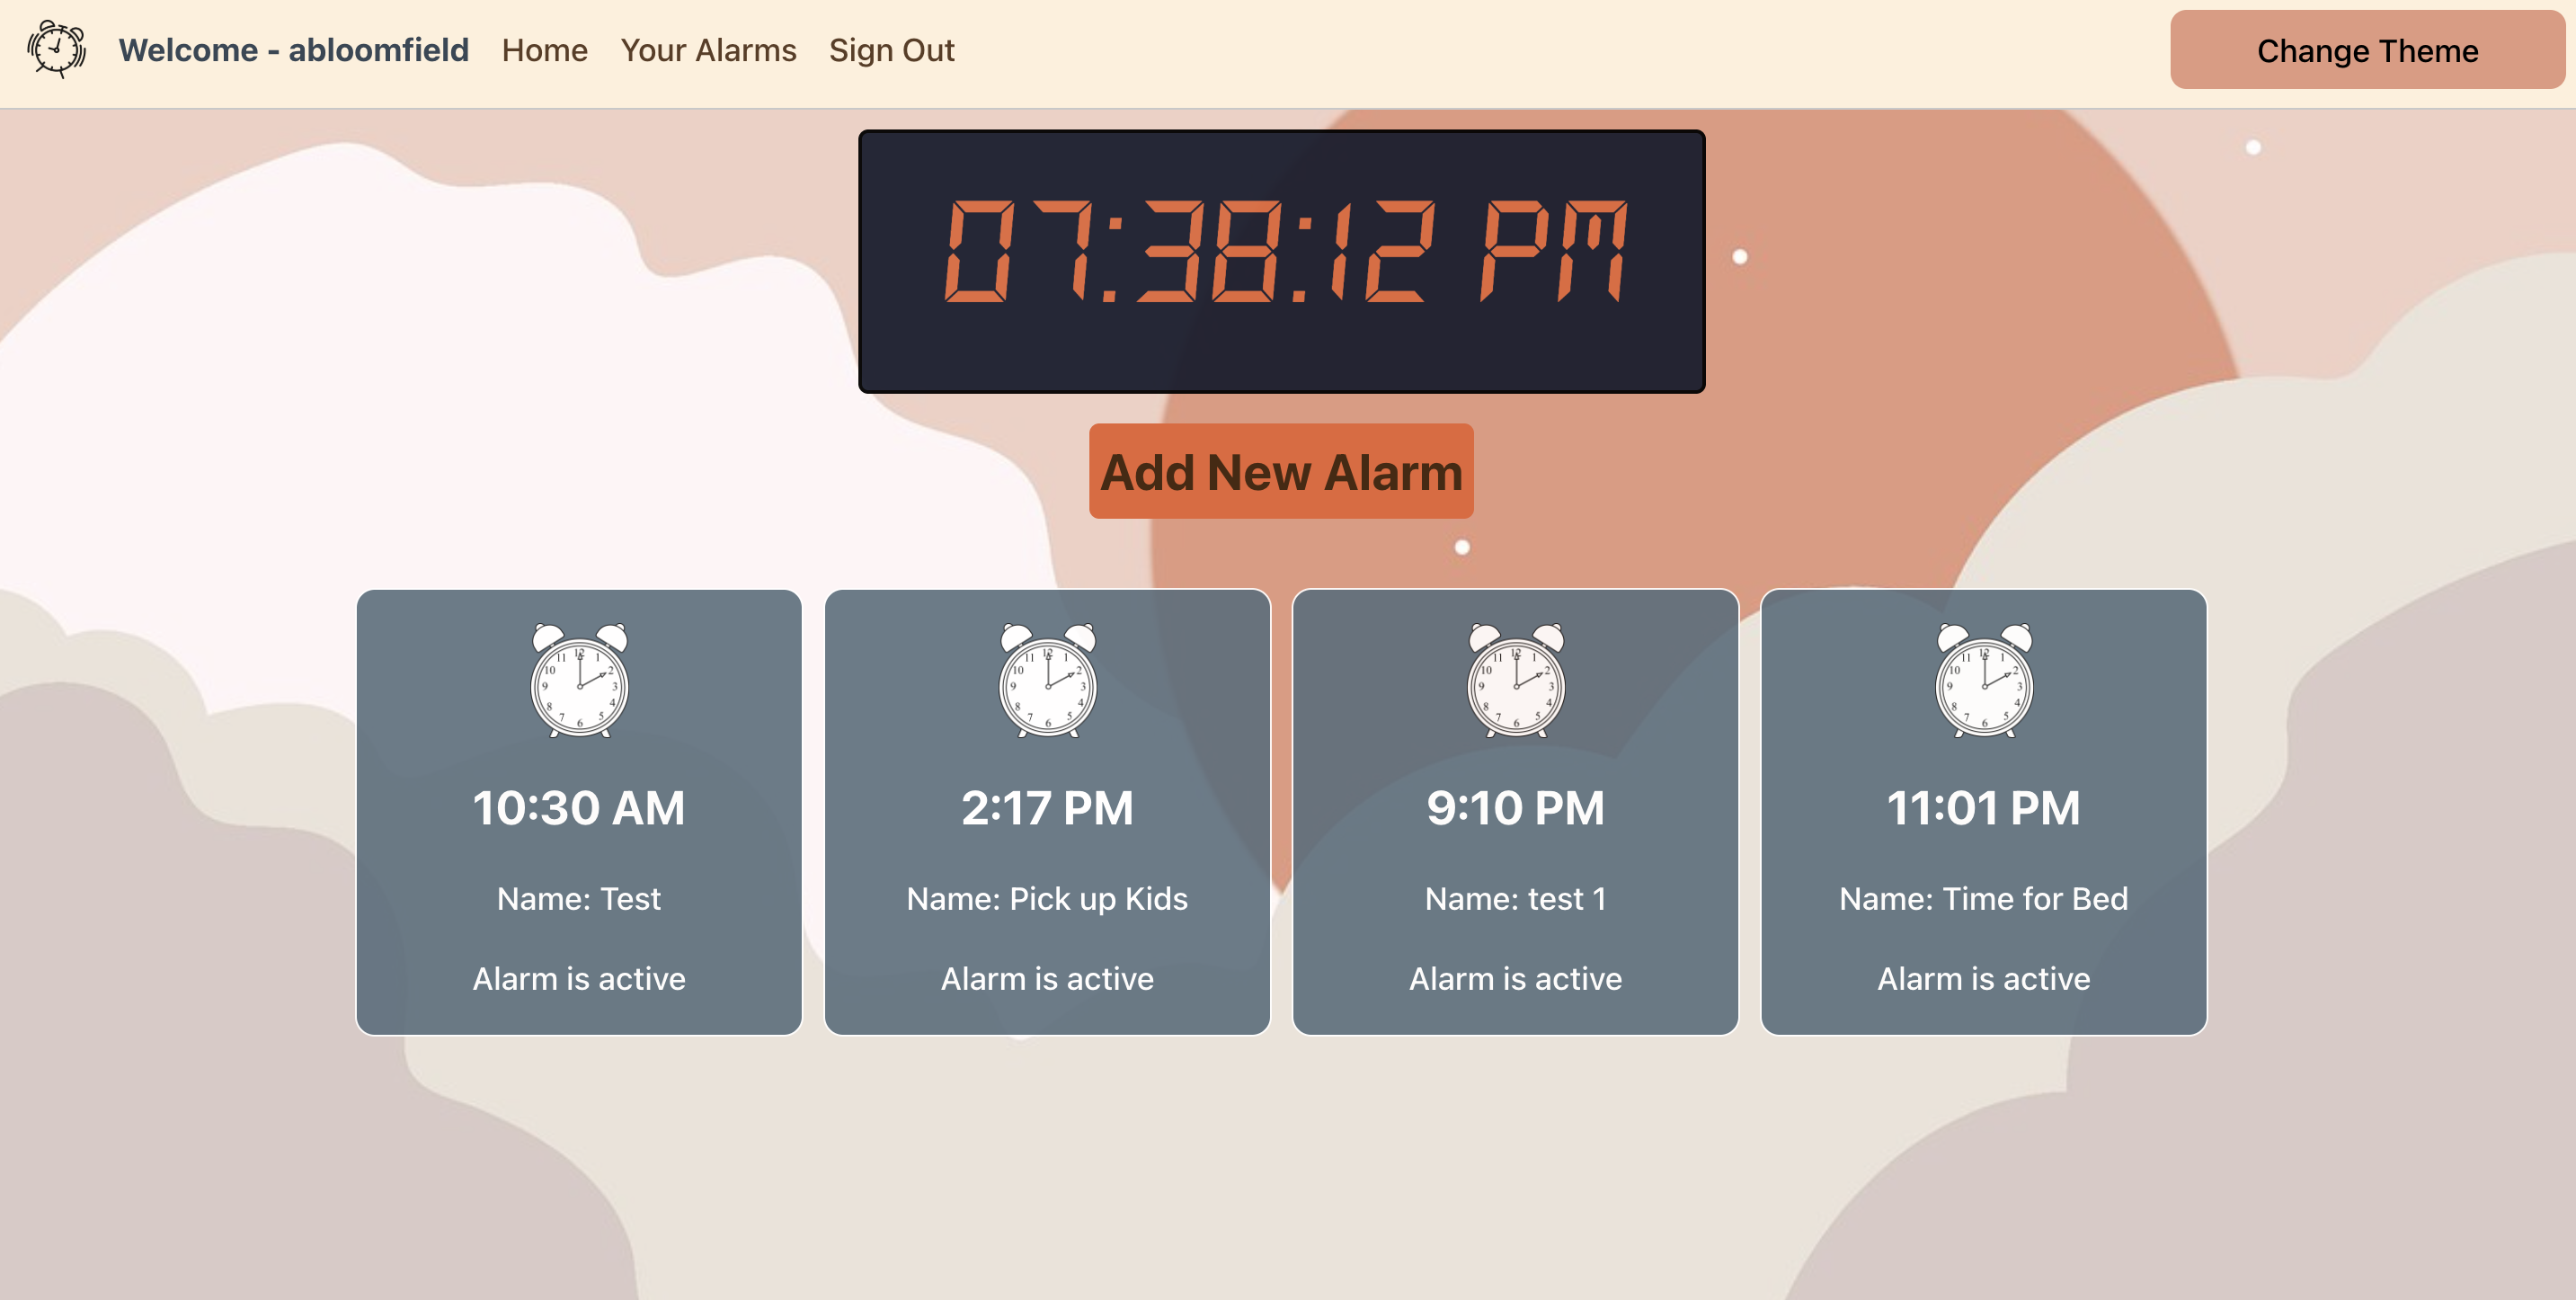 Welcome - abloomfield Home Your Alarms Sign Out Change Theme
07:38:12 PM
Add New Alarm
10:30 AM
Name: Test
Alarm is active
2:17 PM
Name: Pick up Kids
Alarm is active
9:10 PM
Name: test 1
Alarm is active
11:01 PM
Name: Time for Bed
Alarm is active